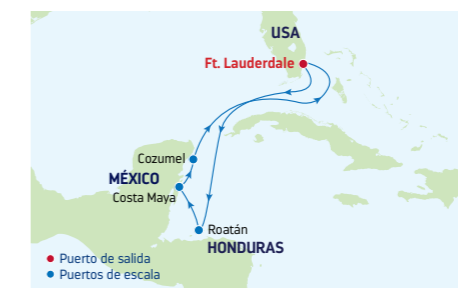 USA
Ft. Lauderdale
Cozumel
MÉXICO
Costa Maya
Roatán
HONDURAS
Puerto de salida
Puertos de escala